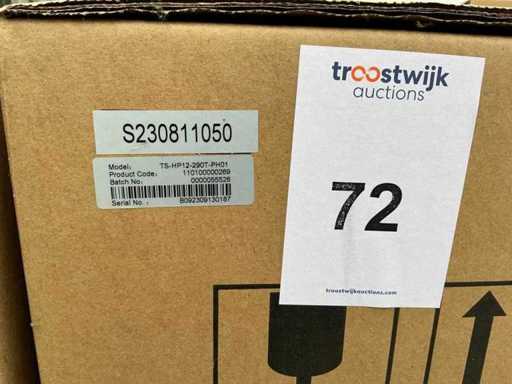 troostwijk
auctions
S230811050
Model: TS-HP12-290T-PH01
Product Code: 110100000269
Batch No.: 0000055526
Serial No.: B092309130187
72
troostwijkauctions.com